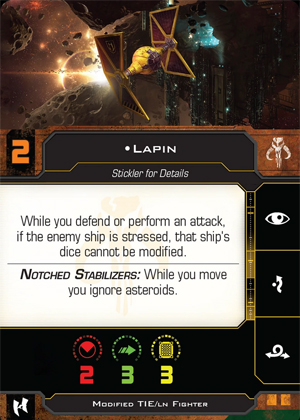 2
•Lapin
Stickler for Details
While you defend or perform an attack,
if the enemy ship is stressed, that ship's
dice cannot be modified.
Notched Stabilizers: While you move
you ignore asteroids.
2 3 3
Modified TIE/ln Fighter